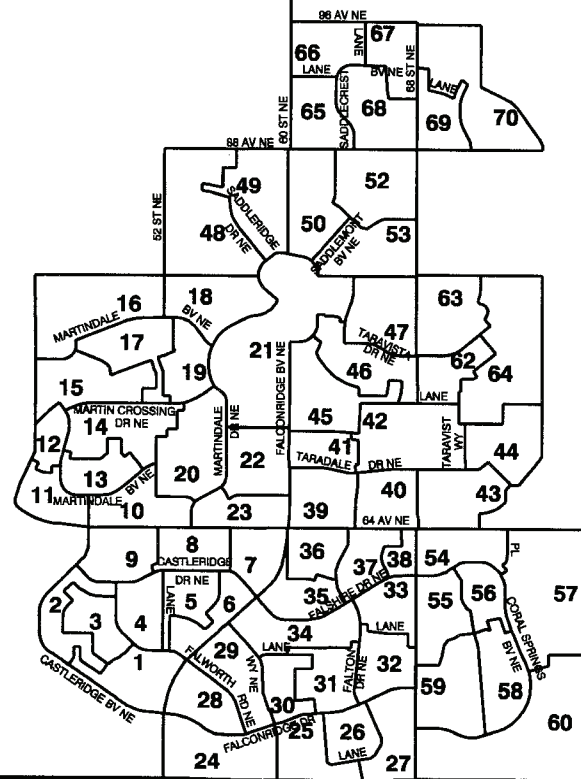 96 AV NE
67
66
LANE
68 ST NE
LANE
BV NE
LANE
60 ST NE
65
SADDLECREST
68
69
70
68 AV NE
49
52
52 ST NE
SADDLERIDGE
DR NE
48
50
SADDLEMONT
BV NE
53
16
18
BV NE
63
MARTINDALE
17
47
TARAVISTA
DR NE
21
62
64
19
46
FALCONRIDGE BV NE
15
LANE
MARTIN CROSSING
DR NE
14
45
42
12
MARTINDALE
DR NE
TARAVIST
WY
41
44
13
BV NE
20
22
TARADALE
DR NE
11
MARTINDALE
10
23
39
40
43
64 AV NE
8
36
9
CASTLERIDGE
7
37
38
54
PL
DR NE
5
LANE
35
FALSHIRE DR NE
33
55
56
57
2
3
4
6
CORAL SPRINGS
BV NE
34
LANE
1
FALWORTH
RD NE
29
WY NE
LANE
32
CASTLERIDGE BV NE
28
31
FALTON
DR NE
59
58
30
FALCONRIDGE DR
25
26
60
24
LANE
27